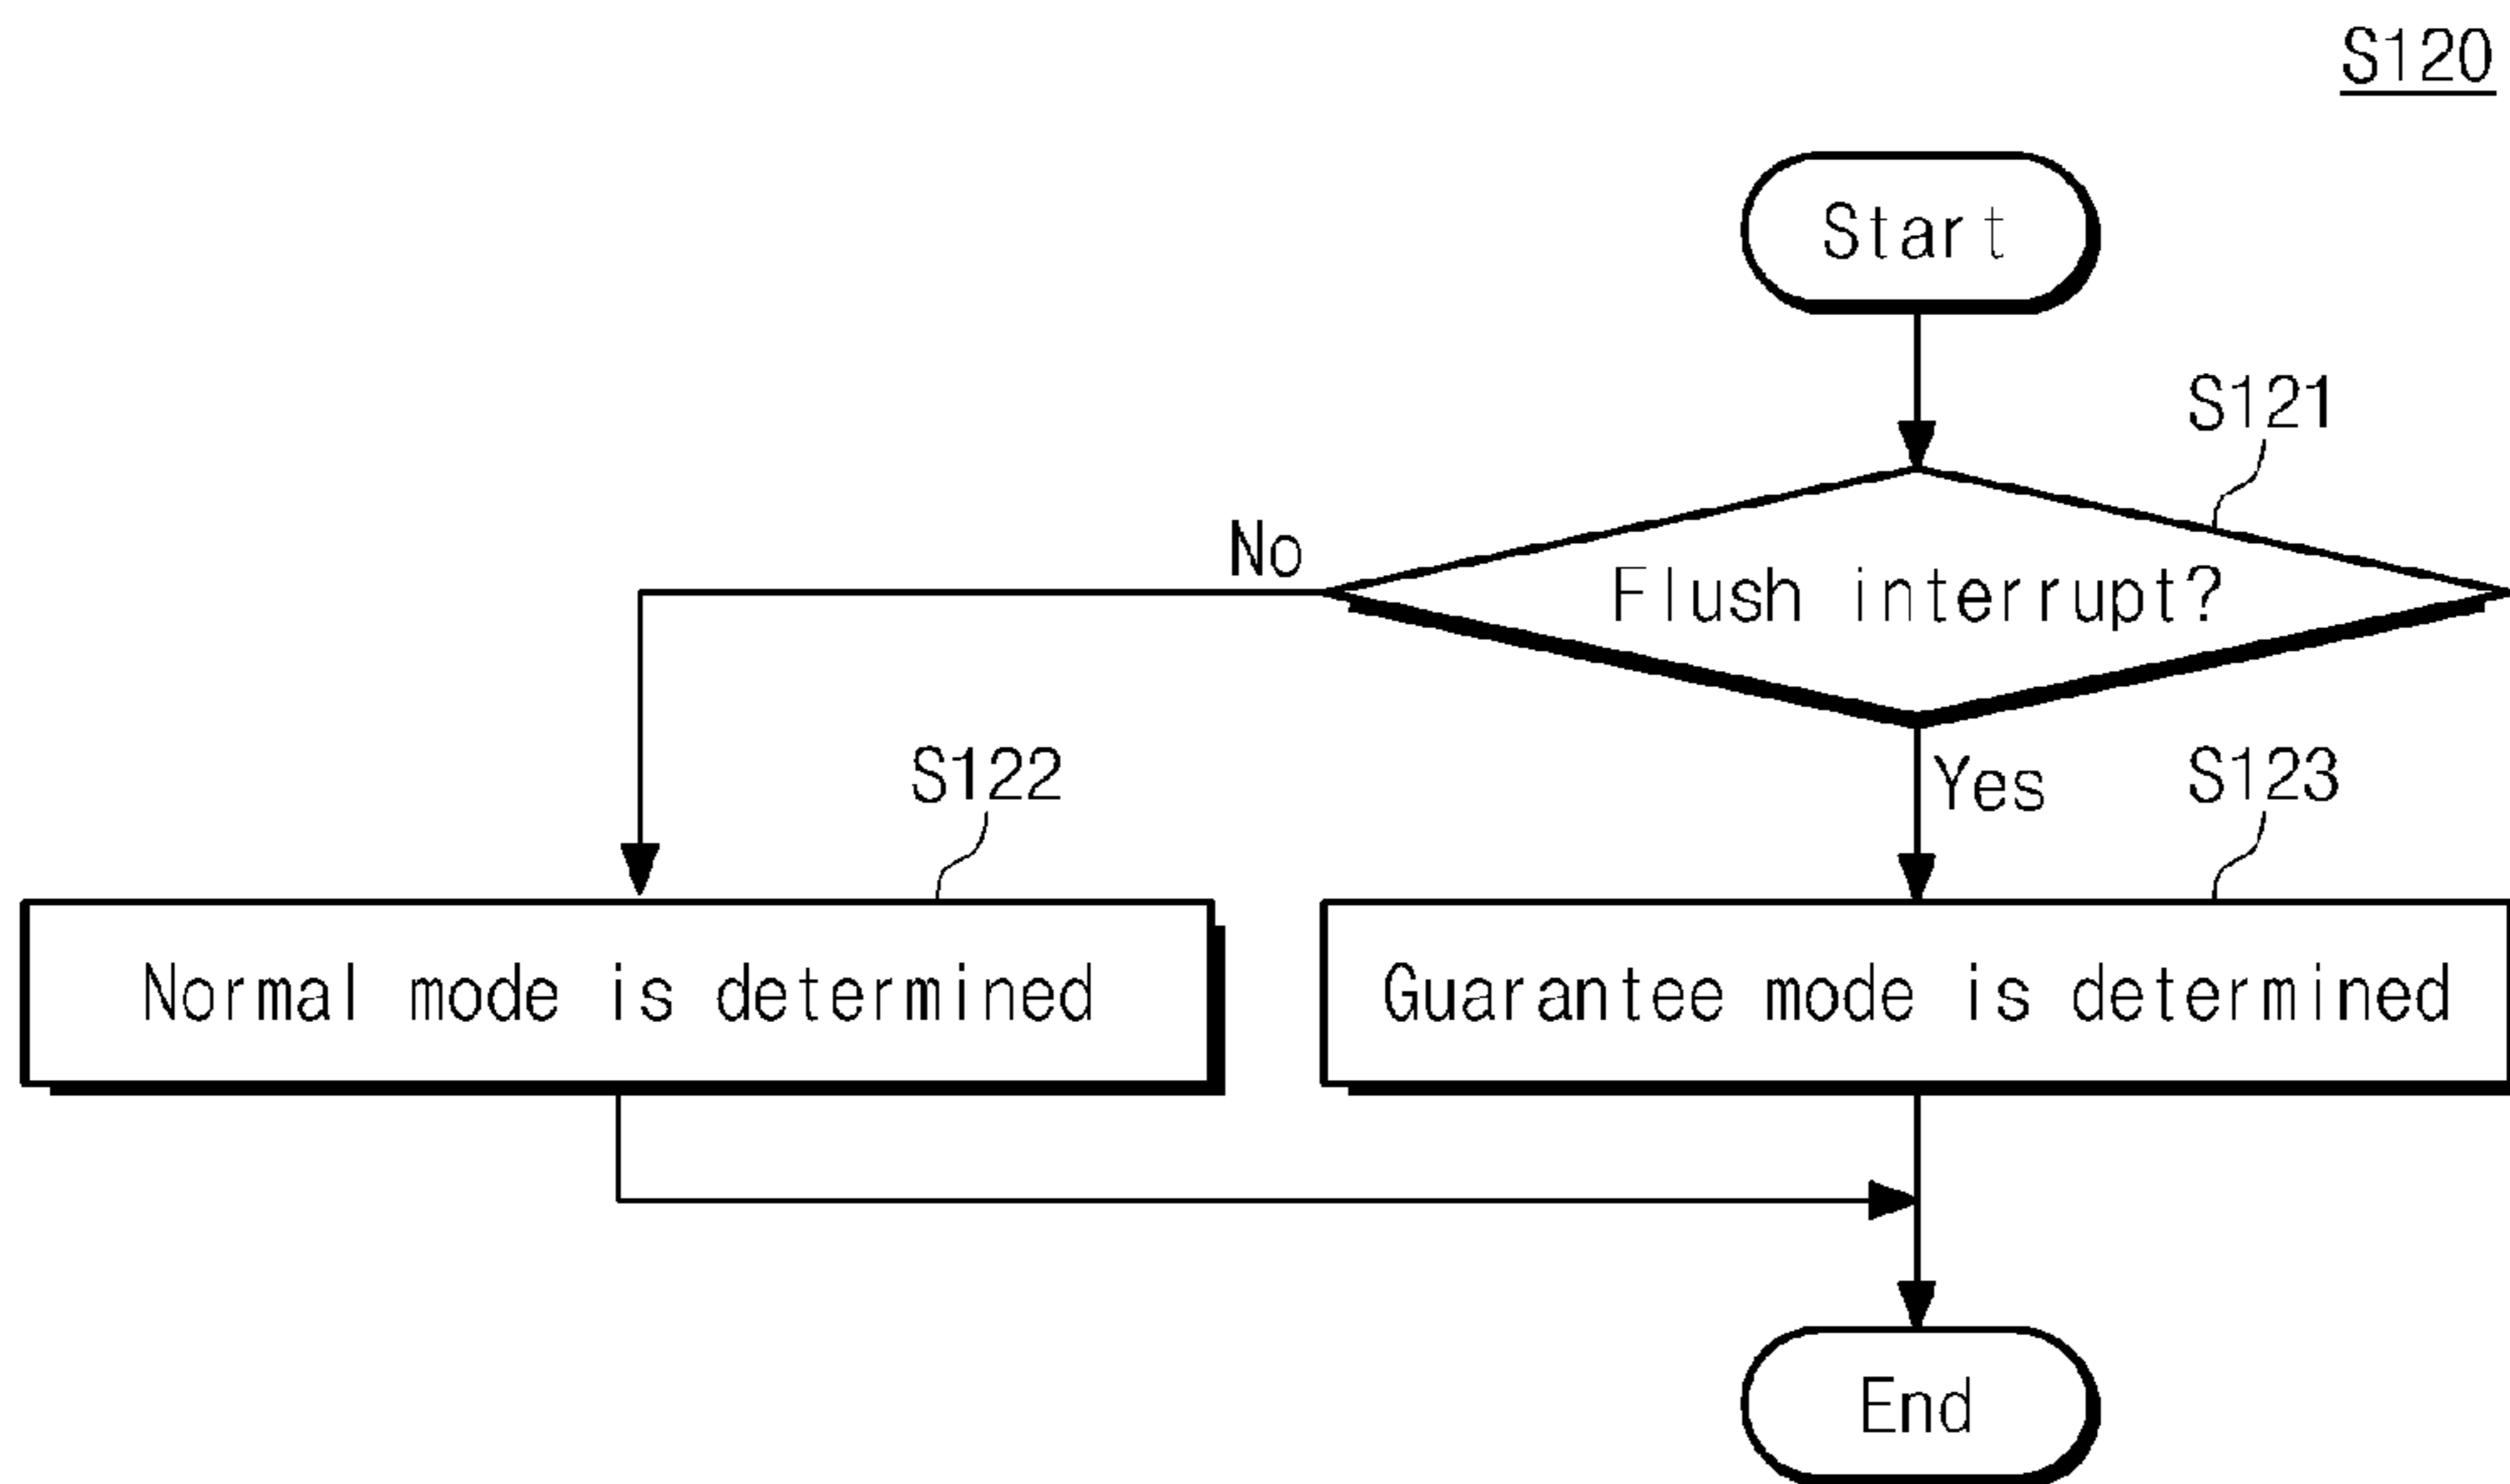 S120
Start
S121
Flush interrupt?
No
Yes
S122
S123
Normal mode is determined
Guarantee mode is determined
End